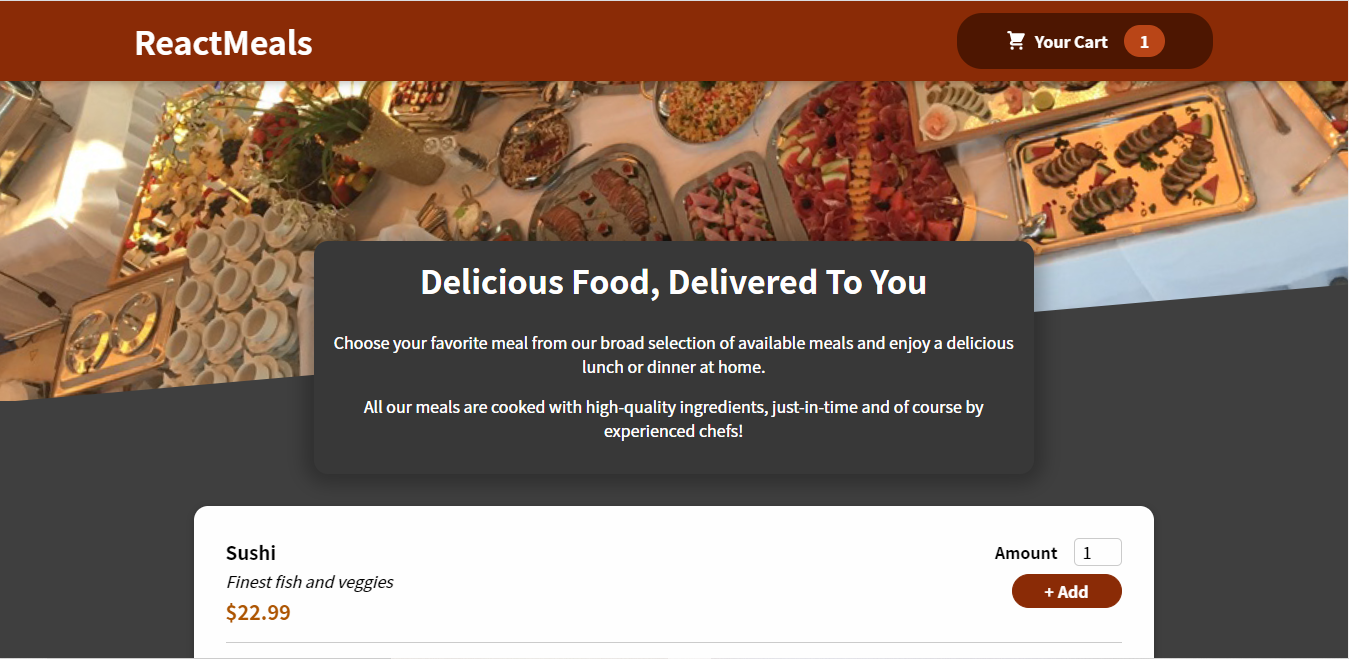 ReactMeals
Your Cart 1
Delicious Food, Delivered To You
Choose your favorite meal from our broad selection of available meals and enjoy a delicious
lunch or dinner at home.
All our meals are cooked with high-quality ingredients, just-in-time and of course by
experienced chefs!
Sushi
Amount 1
Finest fish and veggies
+ Add
$22.99